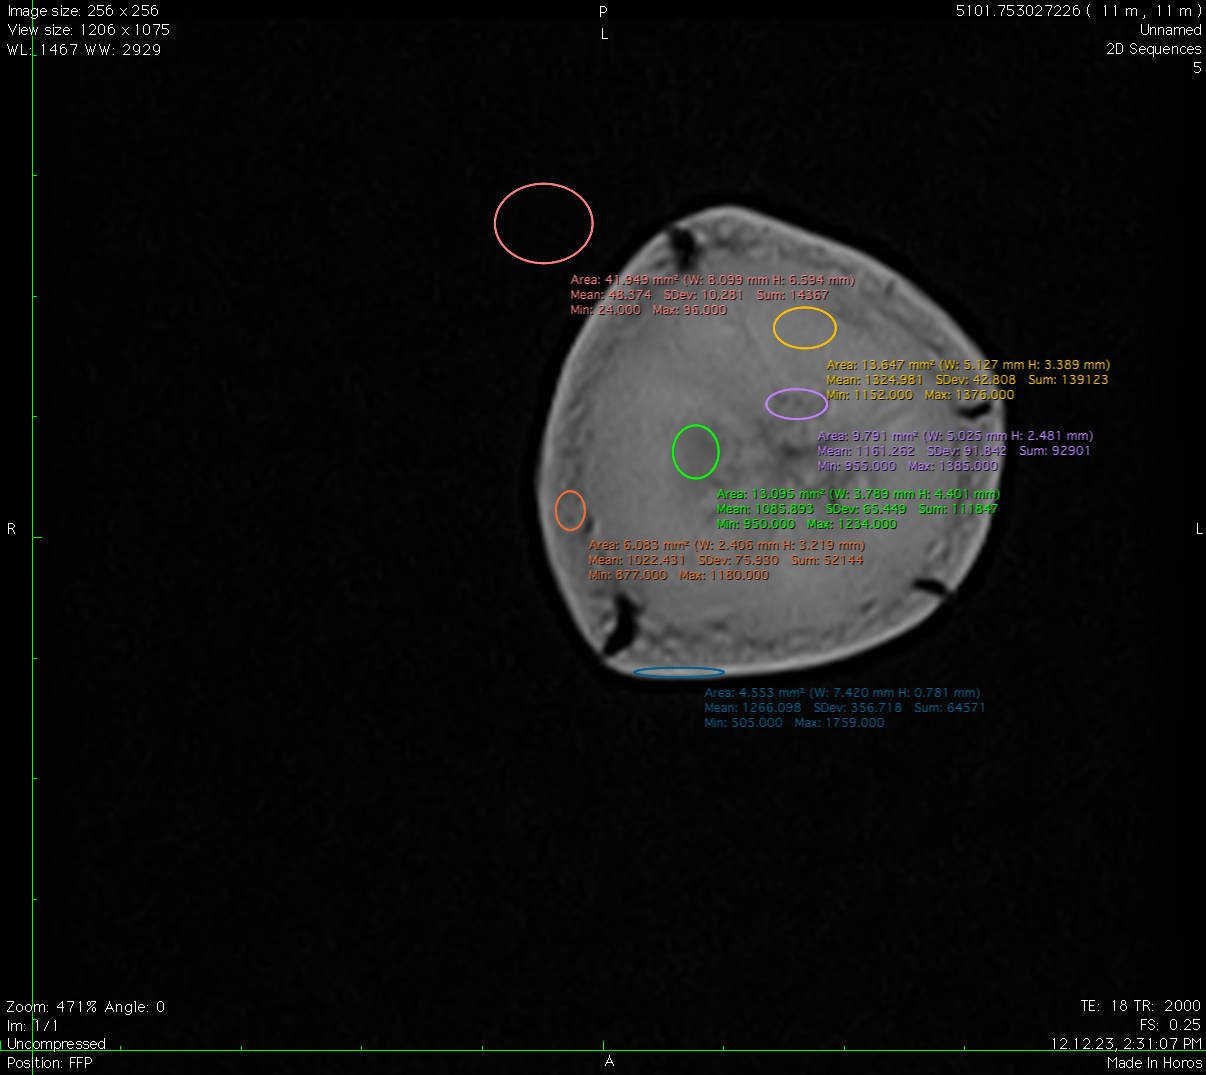 Image size: 256 x 256
View size: 1206 x 1075
WL: 1467 WW: 2929
P
L
5101.753027226 ( 11 m , 11 m )
Unnamed
2D Sequences
5
Area: 41.949 mm² (W: 8.099 mm H: 6.594 mm)
Mean: 48.374 SDev: 10.281 Sum: 14367
Min: 24.000 Max: 96.000
Area: 13.647 mm² (W: 5.127 mm H: 3.389 mm)
Mean: 1324.981 SDev: 42.808 Sum: 139123
Min: 1152.000 Max: 1376.000
Area: 9.791 mm² (W: 5.025 mm H: 2.481 mm)
Mean: 1161.262 SDev: 91.842 Sum: 92901
Min: 955.000 Max: 1385.000
Area: 13.095 mm² (W: 3.789 mm H: 4.401 mm)
Mean: 1085.893 SDev: 65.449 Sum: 111847
Min: 950.000 Max: 1234.000
R
L
Area: 6.083 mm² (W: 2.406 mm H: 3.219 mm)
Mean: 1022.431 SDev: 75.930 Sum: 52144
Min: 877.000 Max: 1180.000
Area: 4.553 mm² (W: 7.420 mm H: 0.781 mm)
Mean: 1266.098 SDev: 356.718 Sum: 64571
Min: 505.000 Max: 1759.000
Zoom: 471% Angle: 0
Im: 1/1
Uncompressed
Position: FFP
A
TE: 18 TR: 2000
FS: 0.25
12.12.23, 2:31:07 PM
Made In Horos